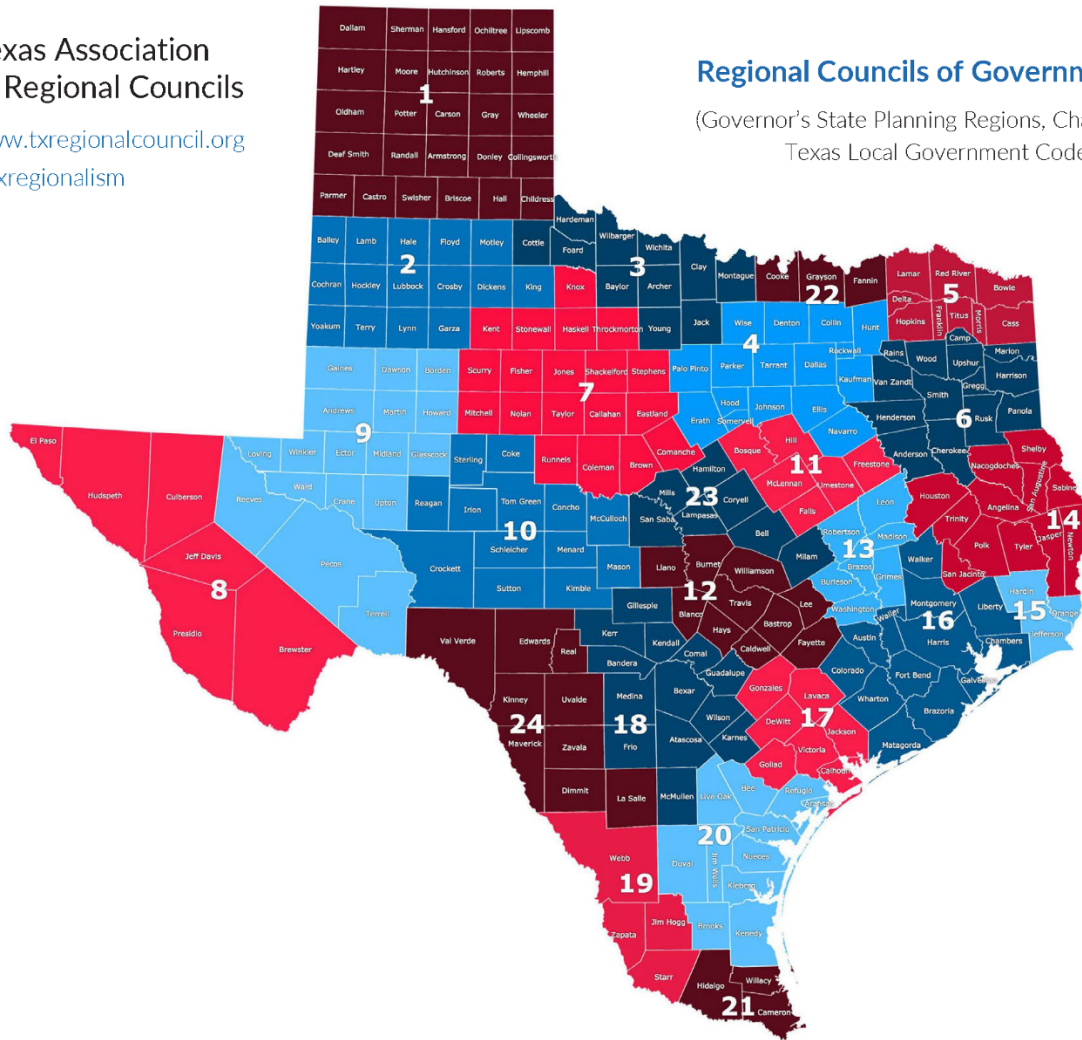 exas Association
Regional Councils
ww.txregionalcouncil.org
xregionalism
Regional Councils of Governm
(Governor's State Planning Regions, Cha
Texas Local Government Code
Dallam Sherman Hansford Ochiltree Lipscomb
Hartley Moore Hutchinson Roberts Hemphill
1
Oldham Potter Carson Gray Wheeler
Deaf Smith Randall Armstrong Donley Collingsworth
Parmer Castro Swisher Briscoe Hall Childress
Hardeman
Bailey Lamb Hale Floyd Motley Cottle Foard Wilbarger Wichita
2 3
Clay Montague Cooke Grayson Fannin Lamar Red River Bowie
22 5
Cochran Hockley Lubbock Crosby Dickens King Knox Baylor Archer
Delta Hopkins Franklin Titus Morris Cass
Yoakum Terry Lynn Garza Kent Stonewall Haskell Throckmorton Young Jack Wise Denton Collin Hunt
4
Camp
Rockwall Rains Wood Upshur Marion
Gaines Dawson Borden Scurry Fisher Jones Shackelford Stephens Palo Pinto Parker Tarrant Dallas Kaufman Van Zandt Smith Gregg Harrison
7 6
Andrews Martin Howard Mitchell Nolan Taylor Callahan Eastland Erath Hood Somervell Johnson Ellis Navarro Henderson Rusk Panola
9
El Paso Loving Winkler Ector Midland Glasscock Sterling Coke Runnels Coleman Brown Comanche Hamilton Bosque Hill Freestone Anderson Cherokee Shelby
11
Nacogdoches San Augustine Sabine
Hudspeth Culberson Reeves Ward Crane Upton Reagan Irion Tom Green Concho McCulloch San Saba Mills Lampasas Coryell McLennan Limestone Falls Leon Houston Angelina
23 14
10
Bell Robertson Madison Trinity Polk Tyler Jasper Newton
13
Jeff Davis Pecos Crockett Schleicher Menard Mason Llano Burnet Williamson Milam Brazos Grimes Walker San Jacinto
8 12
Burleson Washington Montgomery Liberty Hardin Orange
16 15
Presidio Brewster Terrell Sutton Kimble Gillespie Blanco Travis Lee Bastrop Waller Harris Chambers Jefferson
Val Verde Edwards Real Kerr Kendall Comal Hays Caldwell Fayette Austin Colorado Fort Bend Galveston
Bandera Guadalupe
Kinney Uvalde Medina Bexar Wilson Gonzales Lavaca Wharton Brazoria
24 18 17
Maverick Zavala Frio Atascosa Karnes DeWitt Jackson Matagorda
Victoria Goliad Calhoun
Dimmit La Salle McMullen Live Oak Bee Refugio Aransas
20
San Patricio
Webb Duval Jim Wells Nueces Kleberg
19
Zapata Jim Hogg Brooks Kenedy
Starr Hidalgo Willacy
21
Cameron